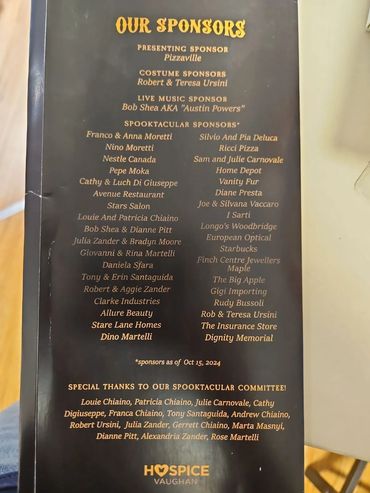 OUR SPONSORS
PRESENTING SPONSOR
Pizzaville
COSTUME SPONSORS
Robert & Teresa Ursini
LIVE MUSIC SPONSOR
Bob Shea AKA "Austin Powers"
SPOOKTACULAR SPONSORS*
Franco & Anna Moretti
Nino Moretti
Nestle Canada
Pepe Moka
Cathy & Luch Di Giuseppe
Avenue Restaurant
Stars Salon
Louie And Patricia Chiaino
Bob Shea & Dianne Pitt
Julia Zander & Bradyn Moore
Giovanni & Rina Martelli
Daniela Sfara
Tony & Erin Santaguida
Robert & Aggie Zander
Clarke Industries
Allure Beauty
Stare Lane Homes
Dino Martelli
Silvio And Pia Deluca
Ricci Pizza
Sam and Julie Carnovale
Home Depot
Vanity Fur
Diane Presta
Joe & Silvana Vaccaro
I Sarti
Longo's Woodbridge
European Optical
Starbucks
Finch Centre Jewellers
Maple
The Big Apple
Gigi Importing
Rudy Bussoli
Rob & Teresa Ursini
The Insurance Store
Dignity Memorial
*sponsors as of Oct 15, 2024
SPECIAL THANKS TO OUR SPOOKTACULAR COMMITTEE!
Louie Chiaino, Patricia Chiaino, Julie Carnovale, Cathy
Digiuseppe, Franca Chiaino, Tony Santaguida, Andrew Chiaino,
Robert Ursini, Julia Zander, Gerrett Chiaino, Marta Masnyi,
Dianne Pitt, Alexandria Zander, Rose Martelli
HOSPICE
VAUGHAN